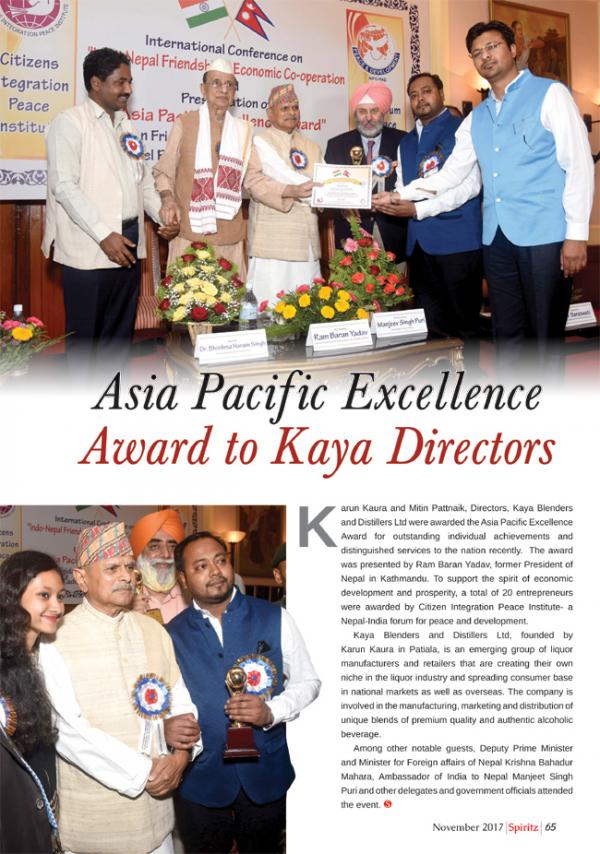 INTEGRATION PEACE INSTITUTE
Citizens
Integration
Peace
Institute
International Conference on
Nepal Friendship
Economic Co-operation
Asia Pacific
Award"
on
Dr. Bhishma Narain Singh
Ram Baran Yadav
Manjeev Singh Puri
Saraswati
Asia Pacific Excellence
Award to Kaya Directors
International
"Indo-Nepal Friend
Citizens
Integration
Peace
Institute
Karun Kaura and Mitin Pattnaik, Directors, Kaya Blenders
and Distillers Ltd were awarded the Asia Pacific Excellence
Award for outstanding individual achievements and
distinguished services to the nation recently. The award
was presented by Ram Baran Yadav, former President of
Nepal in Kathmandu. To support the spirit of economic
development and prosperity, a total of 20 entrepreneurs
were awarded by Citizen Integration Peace Institute- a
Nepal-India forum for peace and development.
Kaya Blenders and Distillers Ltd, founded by
Karun Kaura in Patiala, is an emerging group of liquor
manufacturers and retailers that are creating their own
niche in the liquor industry and spreading consumer base
in national markets as well as overseas. The company is
involved in the manufacturing, marketing and distribution of
unique blends of premium quality and authentic alcoholic
beverage.
Among other notable guests, Deputy Prime Minister
and Minister for Foreign affairs of Nepal Krishna Bahadur
Mahara, Ambassador of India to Nepal Manjeet Singh
Puri and other delegates and government officials attended
the event. S
November 2017 | Spiritz | 65